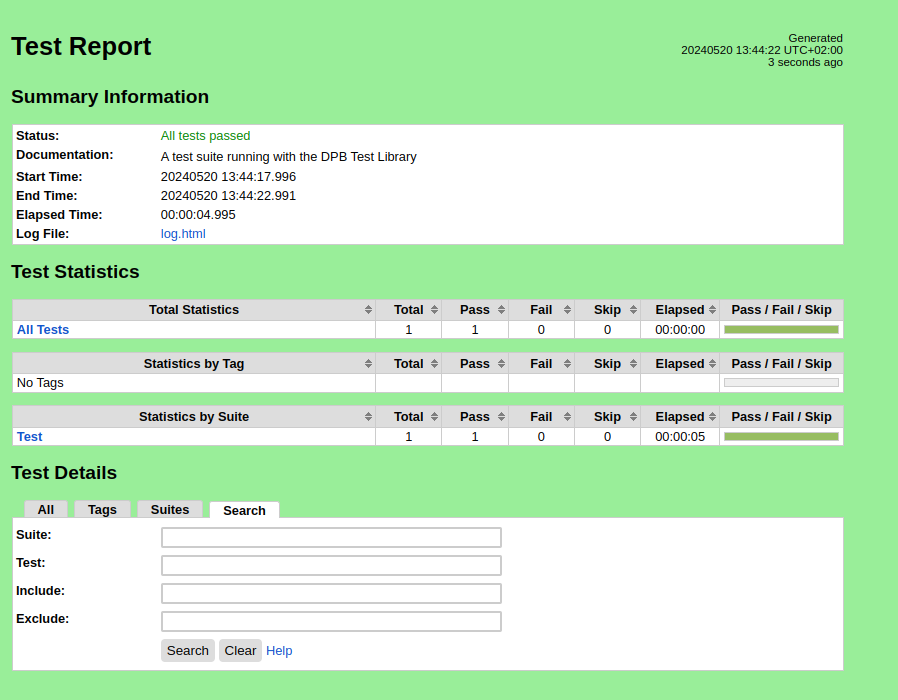 Test Report
Generated
20240520 13:44:22 UTC+02:00
3 seconds ago
Summary Information
Status: All tests passed
Documentation: A test suite running with the DPB Test Library
Start Time: 20240520 13:44:17.996
End Time: 20240520 13:44:22.991
Elapsed Time: 00:00:04.995
Log File: log.html
Test Statistics
Total Statistics Total Pass Fail Skip Elapsed Pass / Fail / Skip
All Tests 1 1 0 0 00:00:00
Statistics by Tag Total Pass Fail Skip Elapsed Pass / Fail / Skip
No Tags
Statistics by Suite Total Pass Fail Skip Elapsed Pass / Fail / Skip
Test 1 1 0 0 00:00:05
Test Details
All Tags Suites Search
Suite:
Test:
Include:
Exclude:
Search Clear Help